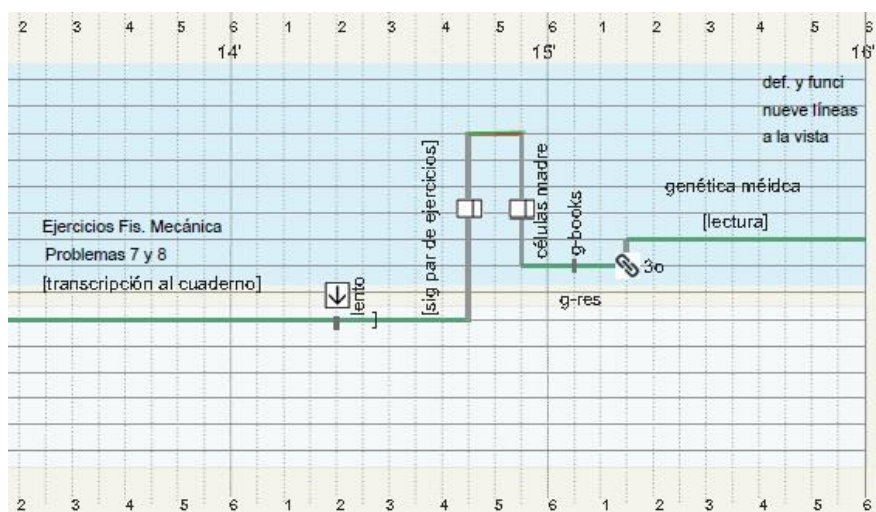 2 3 4 5 6 1 2 3 4 5 6 1 2 3 4 5 6
14' 15' 16'
def. y funci
nueve líneas
a la vista
[sig par de ejercicios]
células madre
g-books
genética méidca
[lectura]
Ejercicios Fis. Mecánica
Problemas 7 y 8
[transcripción al cuaderno]
lento
]
3o
g-res
2 3 4 5 6 1 2 3 4 5 6 1 2 3 4 5 6